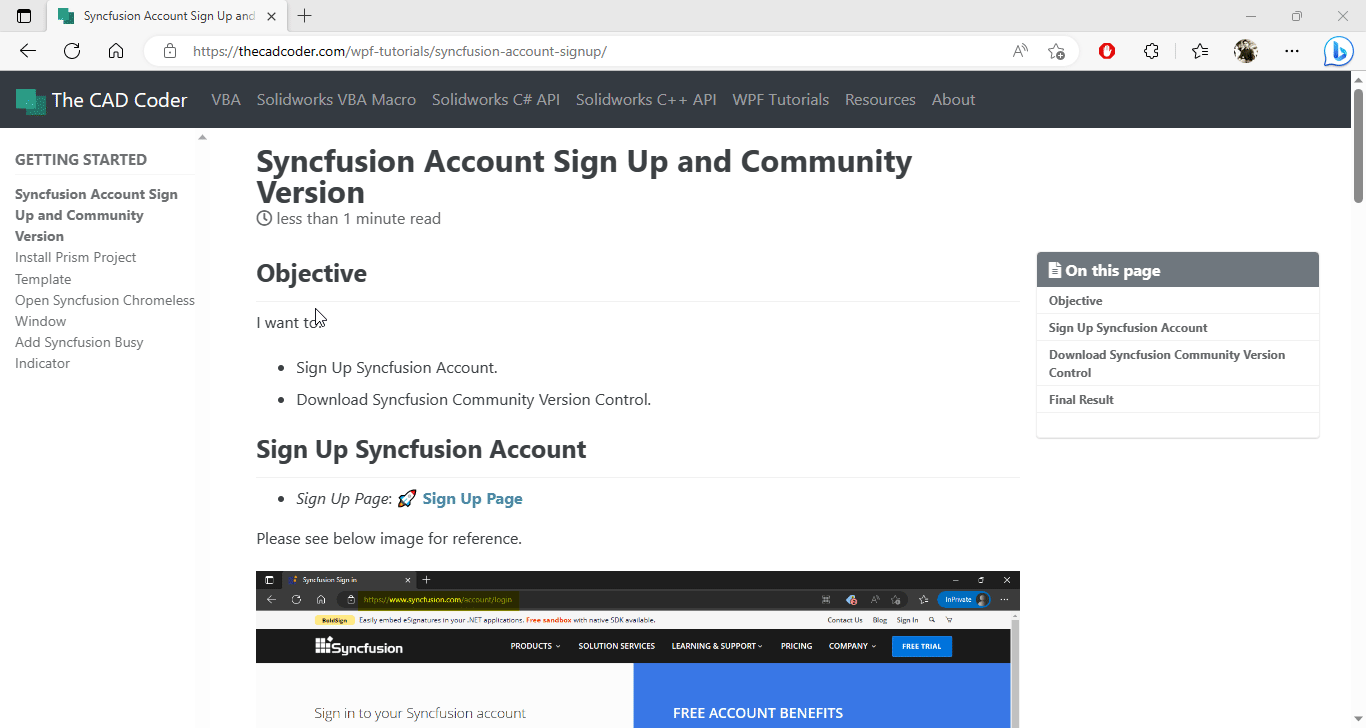 Syncfusion Account Sign Up and
https://thecadcoder.com/wpf-tutorials/syncfusion-account-signup/
The CAD Coder VBA Solidworks VBA Macro Solidworks C# API Solidworks C++ API WPF Tutorials Resources About
GETTING STARTED
Syncfusion Account Sign
Up and Community
Version
Install Prism Project
Template
Open Syncfusion Chromeless
Window
Add Syncfusion Busy
Indicator
Syncfusion Account Sign Up and Community
Version
less than 1 minute read
Objective
I want to
Sign Up Syncfusion Account.
Download Syncfusion Community Version Control.
Sign Up Syncfusion Account
Sign Up Page: 🚀 Sign Up Page
Please see below image for reference.
Syncfusion Sign in
https://www.syncfusion.com/account/login
InPrivate
BoldSign Easily embed eSignatures in your .NET applications. Free sandbox with native SDK available.
Contact Us Blog Sign In
Syncfusion PRODUCTS SOLUTION SERVICES LEARNING & SUPPORT PRICING COMPANY FREE TRIAL
Sign in to your Syncfusion account
FREE ACCOUNT BENEFITS
On this page
Objective
Sign Up Syncfusion Account
Download Syncfusion Community Version
Control
Final Result